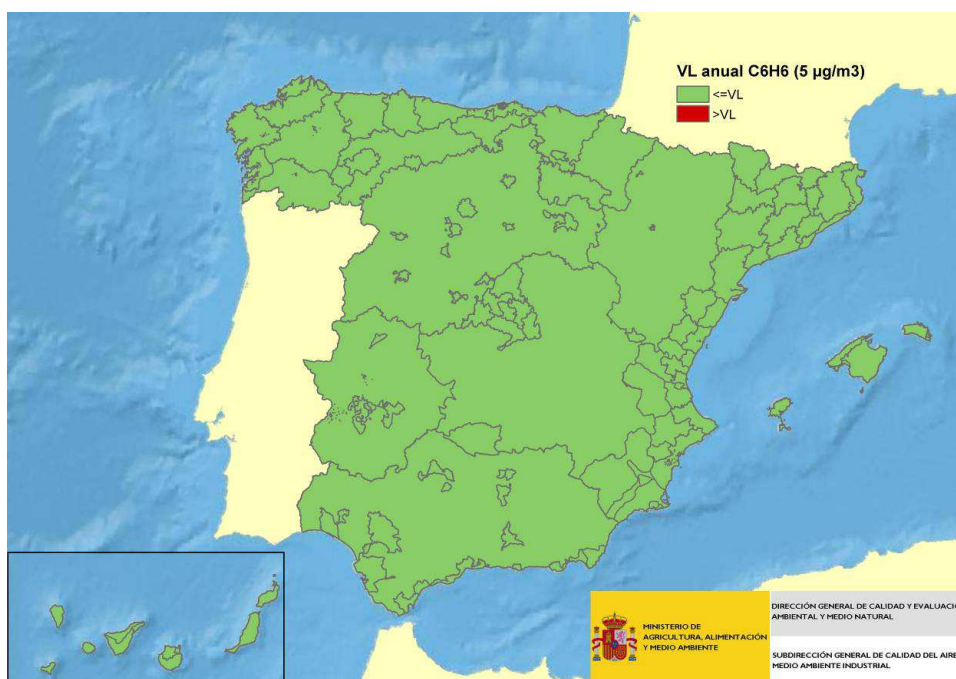 VL anual C6H6 (5 µg/m3)
<=VL
>VL
MINISTERIO DE
AGRICULTURA, ALIMENTACIÓN
Y MEDIO AMBIENTE
DIRECCIÓN GENERAL DE CALIDAD Y EVALUACIÓ
AMBIENTAL Y MEDIO NATURAL
SUBDIRECCIÓN GENERAL DE CALIDAD DEL AIRE
MEDIO AMBIENTE INDUSTRIAL